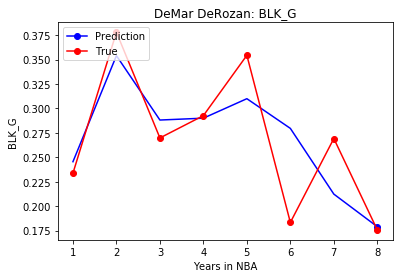 DeMar DeRozan: BLK_G
Prediction
True
0.375
0.350
0.325
0.300
0.275
0.250
0.225
0.200
0.175
BLK_G
1 2 3 4 5 6 7 8
Years in NBA